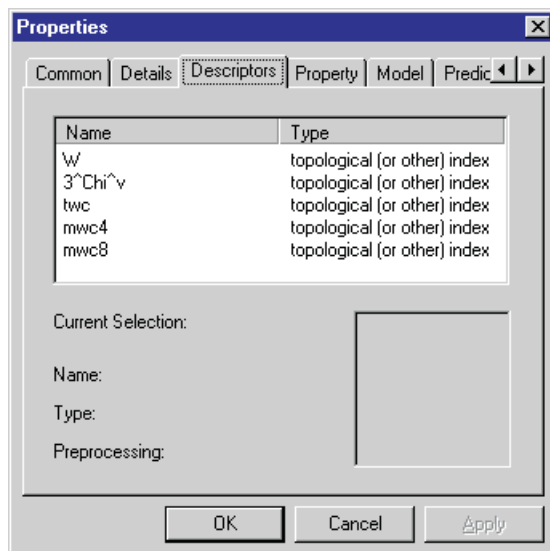 Properties
Common Details Descriptors Property Model
Name Type
W topological (or other) index
3^Chi^v topological (or other) index
twc topological (or other) index
mwc4 topological (or other) index
mwc8 topological (or other) index
Current Selection:
Name:
Type:
Preprocessing:
OK Cancel Apply